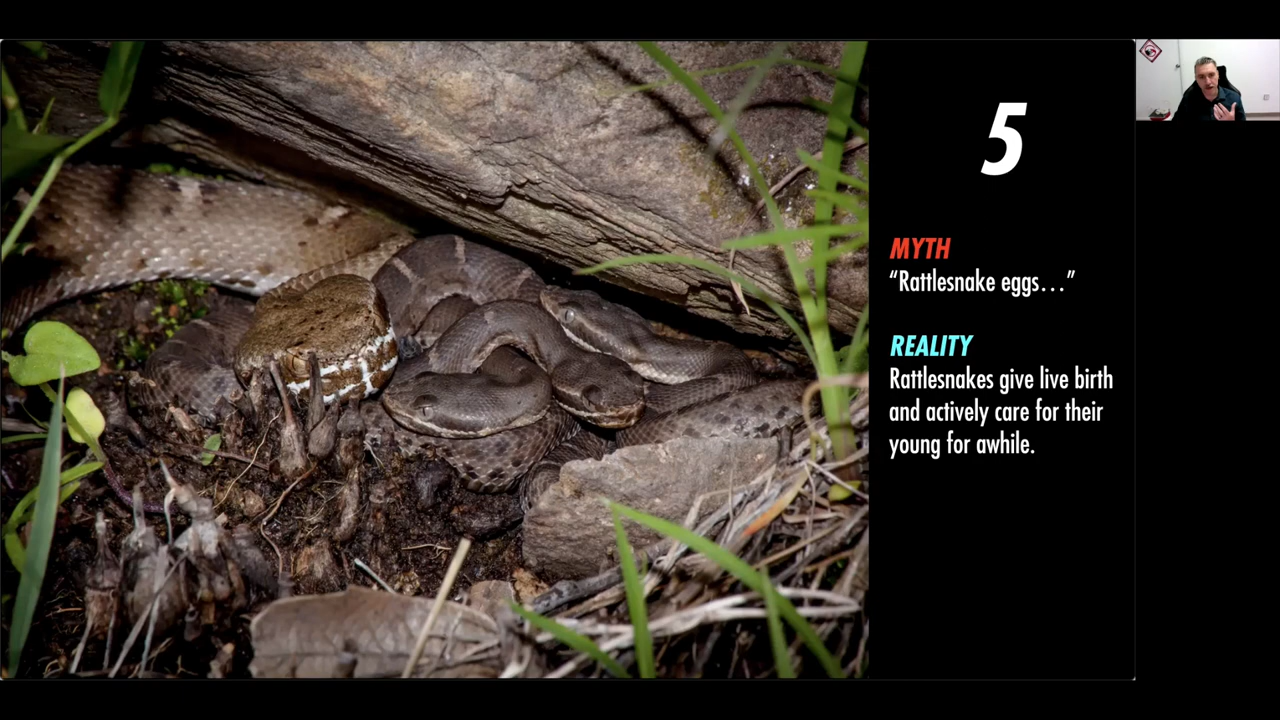 5
MYTH
“Rattlesnake eggs…”
REALITY
Rattlesnakes give live birth
and actively care for their
young for awhile.